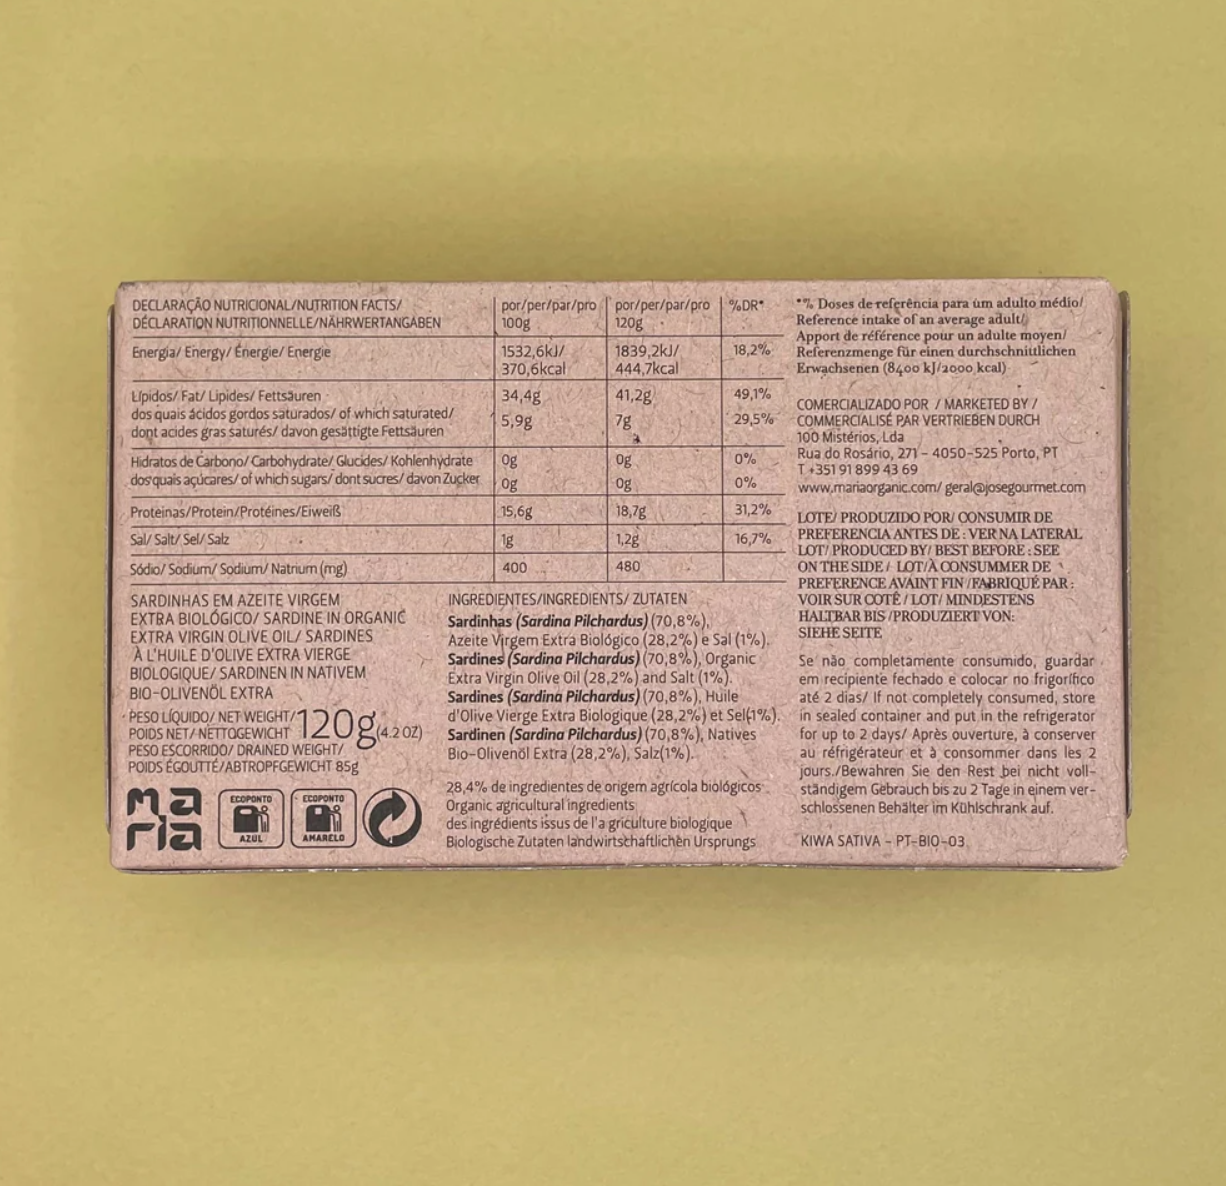 DECLARAÇÃO NUTRICIONAL/NUTRITION FACTS/
DÉCLARATION NUTRITIONNELLE/NÄHRWERTANGABEN
por/per/par/pro
100g
por/per/par/pro
120g
%DR*
Energia/ Energy/ Énergie/ Energie
1532,6kJ/
370,6kcal
1839,2kJ/
444,7kcal
18,2%
Lípidos/ Fat/ Lipides/ Fettsäuren
34,4g
41,2g
49,1%
dos quais ácidos gordos saturados/ of which saturated/
dont acides gras saturés/ davon gesättigte Fettsäuren
5,9g
7g
29,5%
Hidratos de Carbono/ Carbohydrate/ Glucides/ Kohlenhydrate
0g
0g
0%
dos quais açúcares/ of which sugars/ dont sucres/ davon Zucker
0g
0g
0%
Proteinas/Protein/Protéines/Eiweiß
15,6g
18,7g
31,2%
Sal/ Salt/ Sel/ Salz
1g
1,2g
16,7%
Sódio/ Sodium/ Sodium/ Natrium (mg)
400
480
SARDINHAS EM AZEITE VIRGEM
EXTRA BIOLÓGICO/ SARDINE IN ORGANIC
EXTRA VIRGIN OLIVE OIL/ SARDINES
À L'HUILE D'OLIVE EXTRA VIERGE
BIOLOGIQUE/ SARDINEN IN NATIVEM
BIO-OLIVENÖL EXTRA
PESO LÍQUIDO/ NET WEIGHT/
POIDS NET/ NETTOGEWICHT
120g(4.2 OZ)
PESO ESCORRIDO/ DRAINED WEIGHT/
POIDS ÉGOUTTÉ/ABTROPFGEWICHT 85g
ma
ria
ECOPONTO
AZUL
ECOPONTO
AMARELO
INGREDIENTES/INGREDIENTS/ ZUTATEN
Sardinhas (Sardina Pilchardus) (70,8%),
Azeite Virgem Extra Biológico (28,2%) e Sal (1%).
Sardines (Sardina Pilchardus) (70,8%), Organic
Extra Virgin Olive Oil (28,2%) and Salt (1%).
Sardines (Sardina Pilchardus) (70,8%), Huile
d'Olive Vierge Extra Biologique (28,2%) et Sel(1%).
Sardinen (Sardina Pilchardus) (70,8%), Natives
Bio-Olivenöl Extra (28,2%), Salz(1%).
28,4% de ingredientes de origem agrícola biológicos
Organic agricultural ingredients
des ingrédients issus de l'a griculture biologique
Biologische Zutaten landwirtschaftlichen Ursprungs
*% Doses de referência para um adulto médio/
Reference intake of an average adult/
Apport de référence pour un adulte moyen/
Referenzmenge für einen durchschnittlichen
Erwachsenen (8400 kJ/2000 kcal)
COMERCIALIZADO POR / MARKETED BY /
COMMERCIALISÉ PAR VERTRIEBEN DURCH
100 Mistérios, Lda
Rua do Rosário, 271 - 4050-525 Porto, PT
T +351 91 899 43 69
www.mariaorganic.com/ geral@josegourmet.com
LOTE/ PRODUZIDO POR/ CONSUMIR DE
PREFERENCIA ANTES DE : VER NA LATERAL
LOT/ PRODUCED BY/ BEST BEFORE : SEE
ON THE SIDE / LOT/À CONSUMMER DE
PREFERENCE AVAINT FIN /FABRIQUÉ PAR :
VOIR SUR COTÉ / LOT/ MINDESTENS
HALTBAR BIS /PRODUZIERT VON:
SIEHE SEITE
Se não completamente consumido, guardar
em recipiente fechado e colocar no frigorífico
até 2 dias/ If not completely consumed, store
in sealed container and put in the refrigerator
for up to 2 days/ Après ouverture, à conserver
au réfrigérateur et à consommer dans les 2
jours./Bewahren Sie den Rest bei nicht voll-
ständigem Gebrauch bis zu 2 Tage in einem ver-
schlossenen Behälter im Kühlschrank auf.
KIWA SATIVA - PT-BIO-03